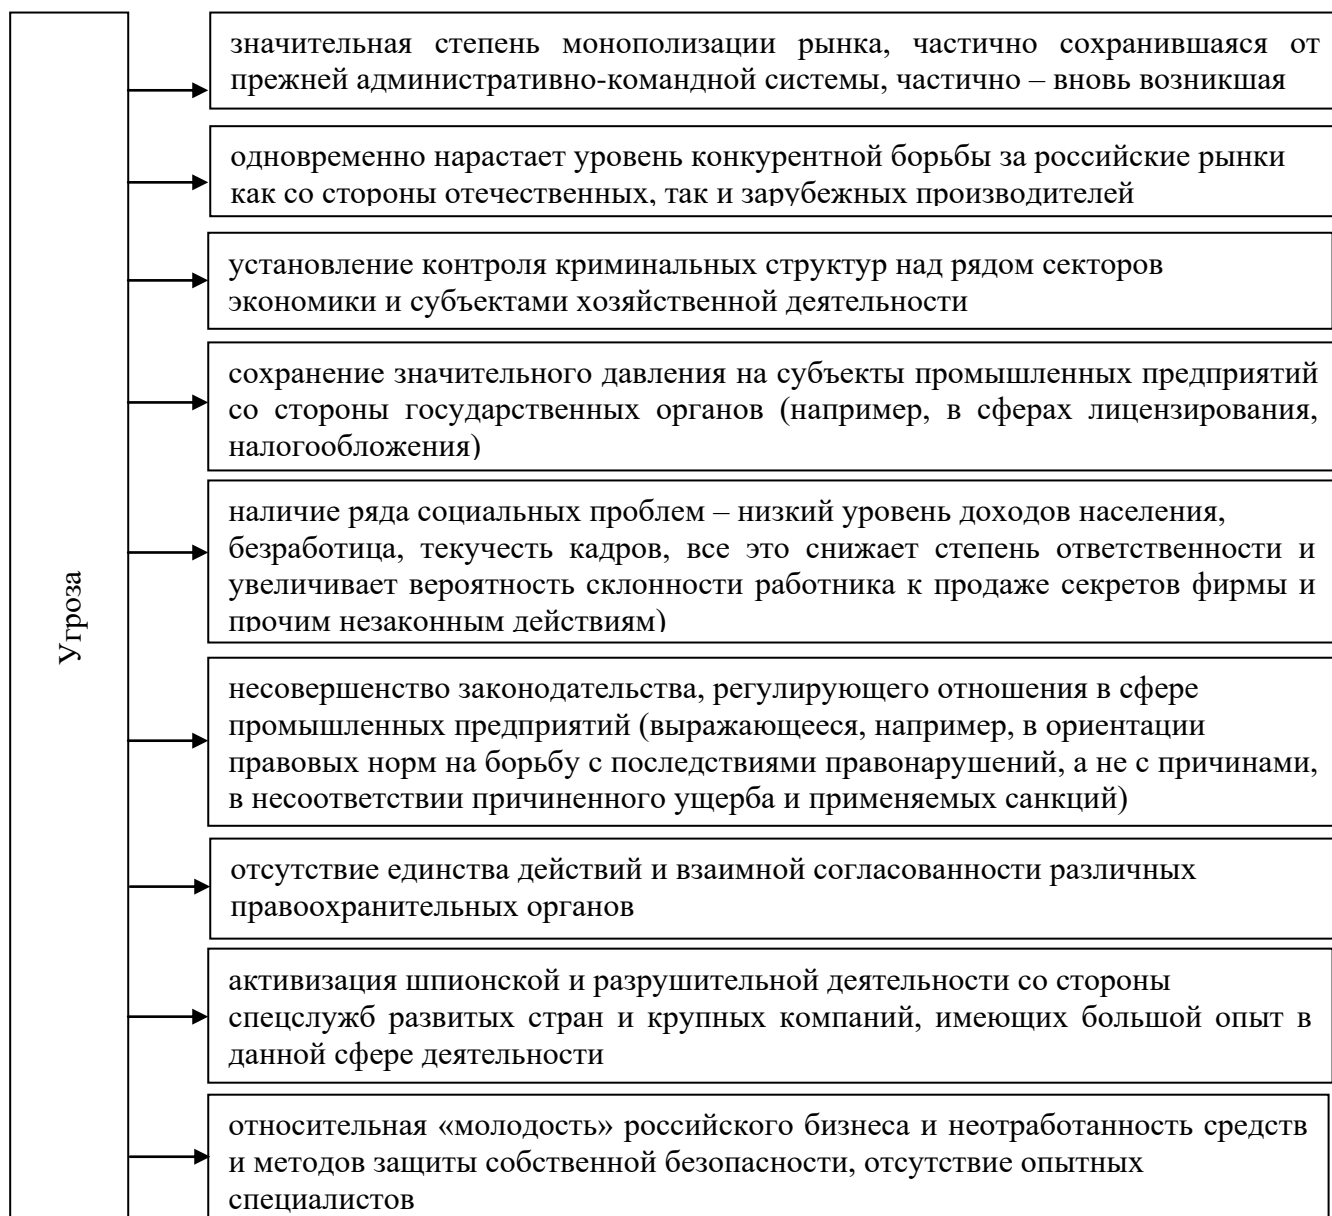 Угроза
значительная степень монополизации рынка, частично сохранившаяся от
прежней административно-командной системы, частично – вновь возникшая
одновременно нарастает уровень конкурентной борьбы за российские рынки
как со стороны отечественных, так и зарубежных производителей
установление контроля криминальных структур над рядом секторов
экономики и субъектами хозяйственной деятельности
сохранение значительного давления на субъекты промышленных предприятий
со стороны государственных органов (например, в сферах лицензирования,
налогообложения)
наличие ряда социальных проблем – низкий уровень доходов населения,
безработица, текучесть кадров, все это снижает степень ответственности и
увеличивает вероятность склонности работника к продаже секретов фирмы и
прочим незаконным действиям)
несовершенство законодательства, регулирующего отношения в сфере
промышленных предприятий (выражающееся, например, в ориентации
правовых норм на борьбу с последствиями правонарушений, а не с причинами,
в несоответствии причиненного ущерба и применяемых санкций)
отсутствие единства действий и взаимной согласованности различных
правоохранительных органов
активизация шпионской и разрушительной деятельности со стороны
спецслужб развитых стран и крупных компаний, имеющих большой опыт в
данной сфере деятельности
относительная «молодость» российского бизнеса и неотработанность средств
и методов защиты собственной безопасности, отсутствие опытных
специалистов